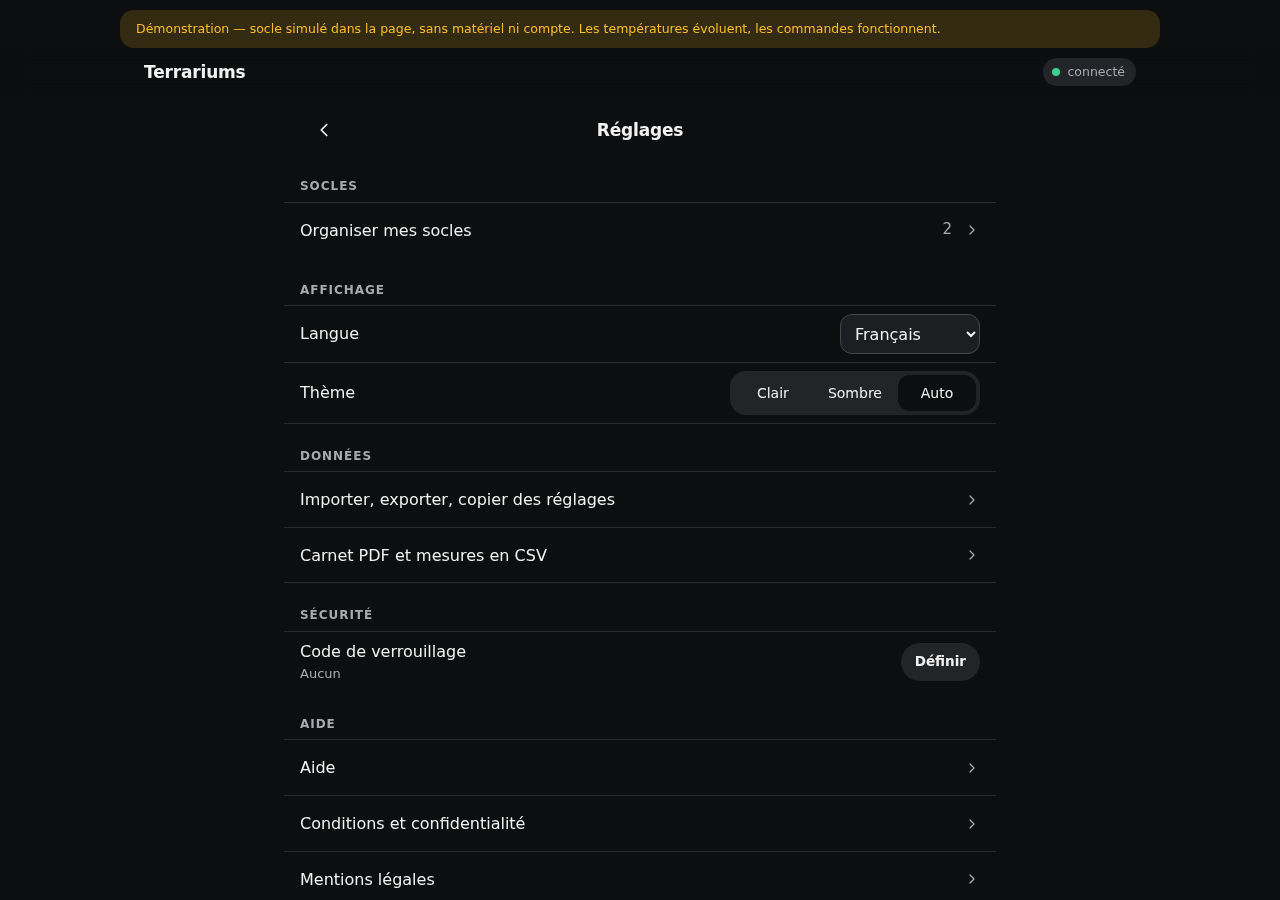 Démonstration — socle simulé dans la page, sans matériel ni compte. Les températures évoluent, les commandes fonctionnent.
Terrariums
connecté
Réglages
SOCLES
Organiser mes socles 2
AFFICHAGE
Langue Français
Thème Clair Sombre Auto
DONNÉES
Importer, exporter, copier des réglages
Carnet PDF et mesures en CSV
SÉCURITÉ
Code de verrouillage
Aucun
Définir
AIDE
Aide
Conditions et confidentialité
Mentions légales